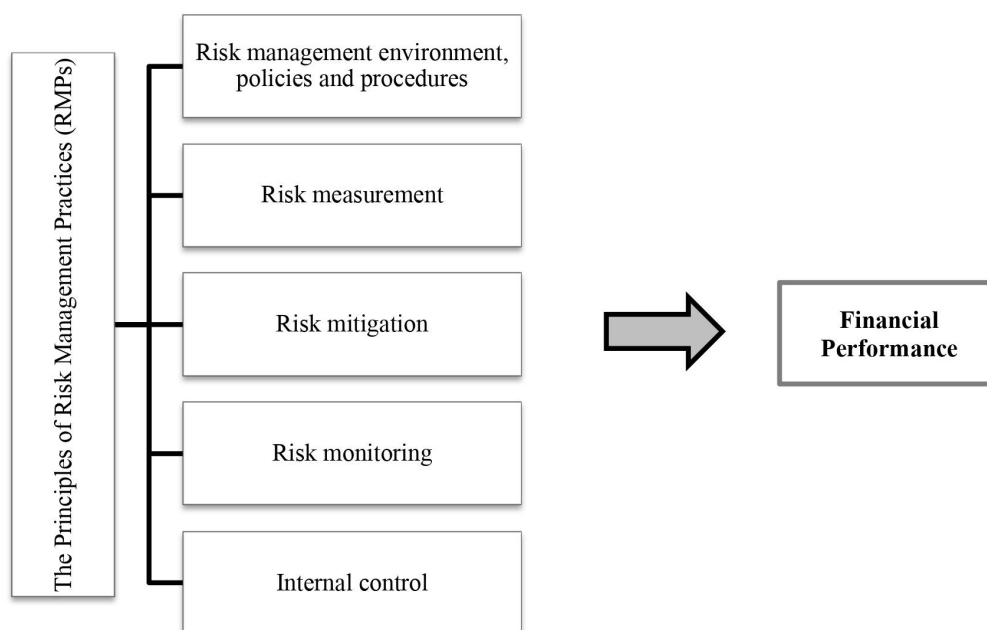 The Principles of Risk Management Practices (RMPs)
Risk management environment,
policies and procedures
Risk measurement
Risk mitigation
Risk monitoring
Internal control
Financial
Performance